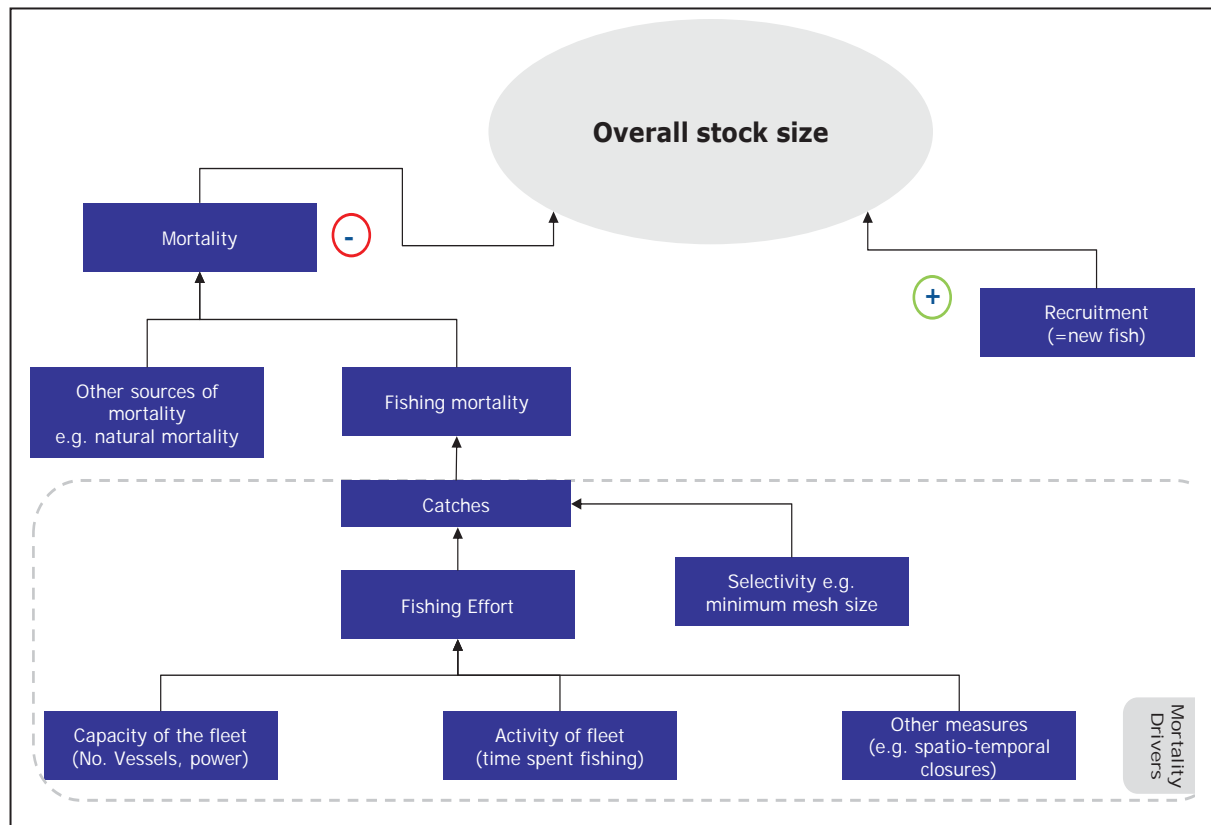 Overall stock size
Mortality
-
+
Recruitment
(=new fish)
Other sources of
mortality
e.g. natural mortality
Fishing mortality
Catches
Selectivity e.g.
minimum mesh size
Fishing Effort
Capacity of the fleet
(No. Vessels, power)
Activity of fleet
(time spent fishing)
Other measures
(e.g. spatio-temporal
closures)
Mortality
Drivers